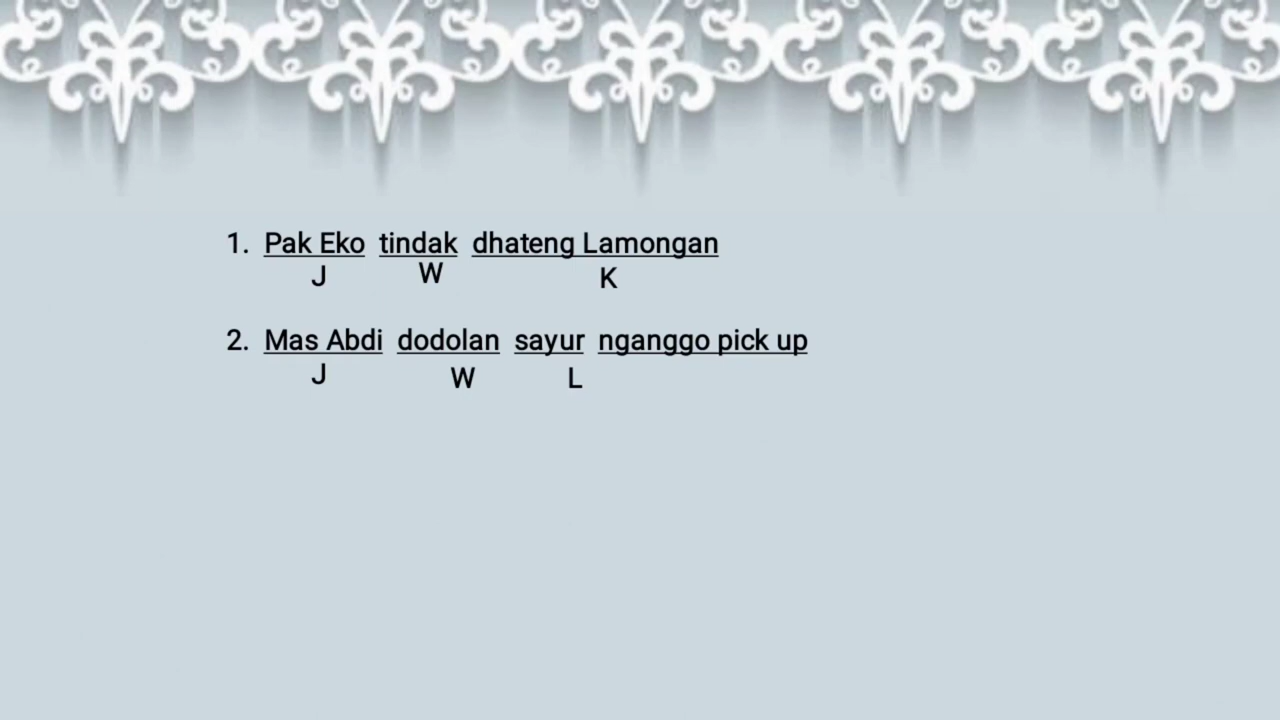 1. Pak Eko tindak dhateng Lamongan
J W K
2. Mas Abdi dodolan sayur nganggo pick up
J W L